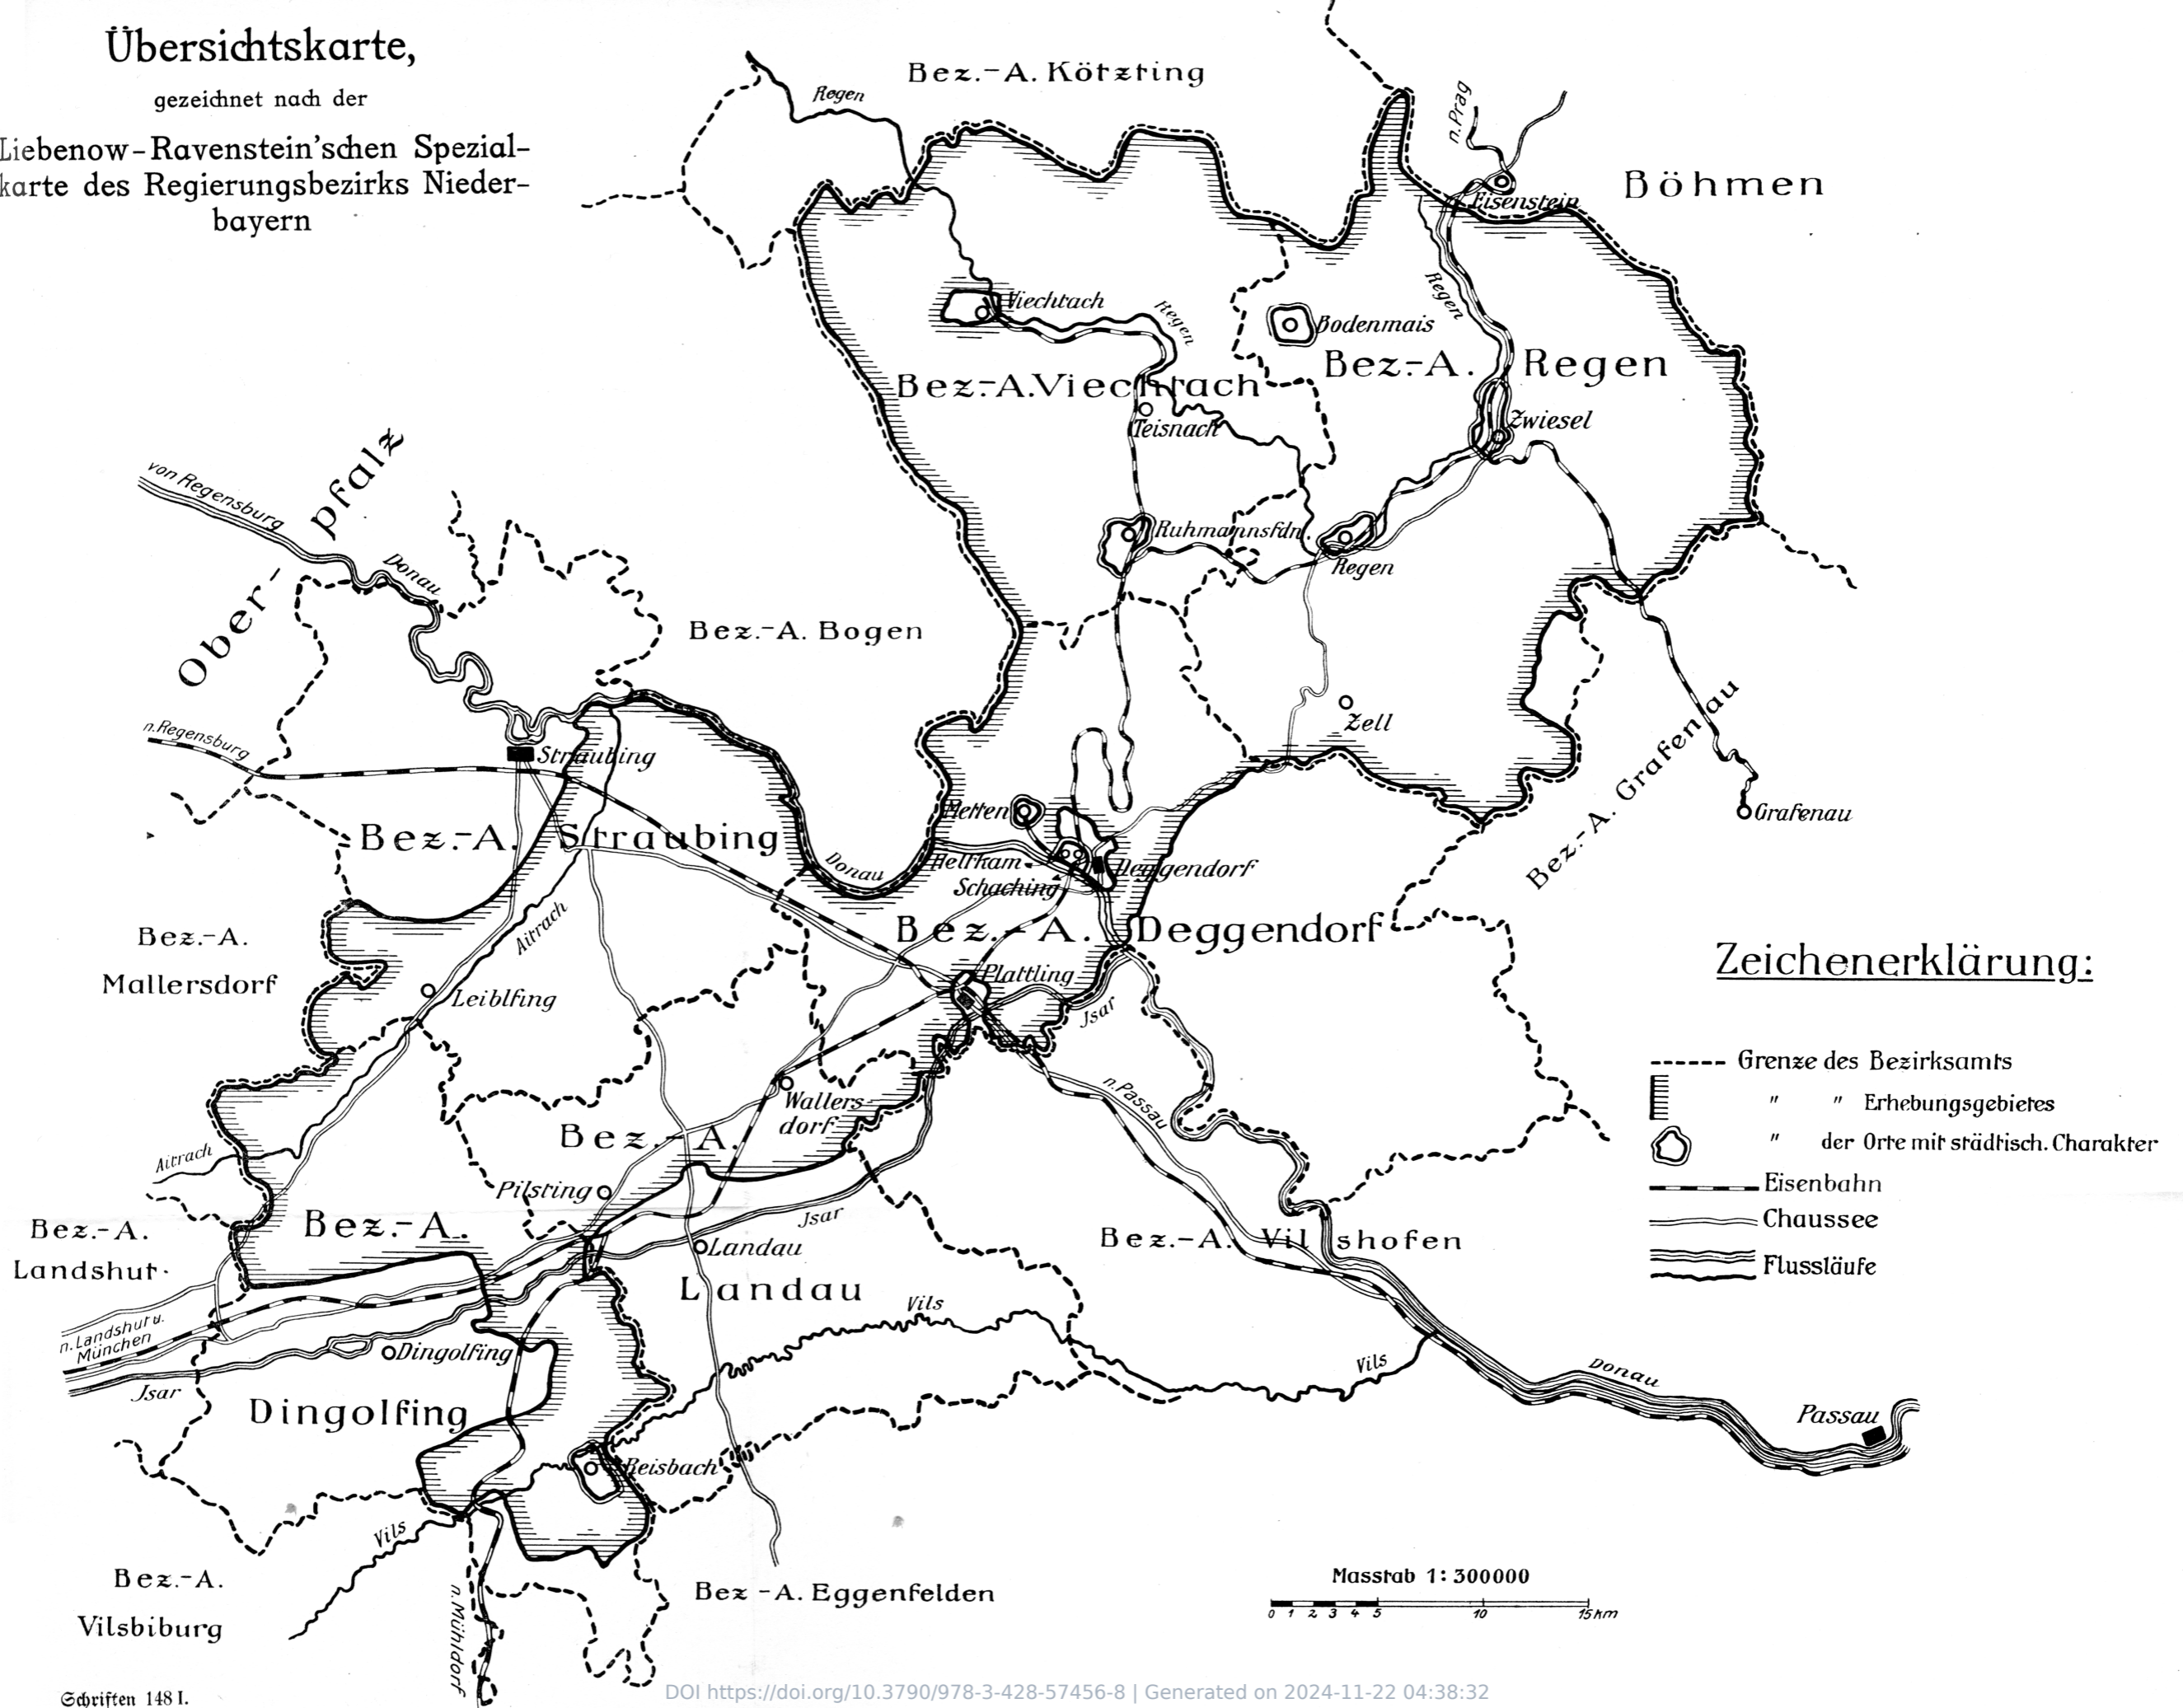 Übersichtskarte,
gezeichnet nach der
Liebenow-Ravenstein'schen Spezial-
karte des Regierungsbezirks Nieder-
bayern
Bez.-A. Kötzting
Regen
n. Prag
Böhmen
Eisenstein
Regen
Viechtach
Regen
Bodenmais
Bez.-A. Regen
Bez.-A. Viechtach
Teisnach
Zwiesel
Ober-pfalz
von Regensburg
Donau
Ruhmannsfdn.
Regen
Bez.-A. Bogen
Zell
n. Regensburg
Straubing
Bez.-A. Grafenau
Grafenau
Metten
Bez.-A. Straubing
Donau
Deggendorf
Schaching
Bez.-A. Deggendorf
Aitrach
Bez.-A.
Mallersdorf
Plattling
Leiblfing
Jsar
Zeichenerklärung:
Grenze des Bezirksamts
" " Erhebungsgebietes
" der Orte mit städtisch. Charakter
Eisenbahn
Chaussee
Flussläufe
n. Passau
Wallers-
dorf
Bez.-A.
Aitrach
Pilsting
Jsar
Bez.-A.
Landshut
Bez.-A.
Landau
Landau
Bez.-A. Vilshofen
Vils
n. Landshut u.
München
Jsar
Dingolfing
Dingolfing
Vils
Donau
Passau
Reisbach
Vils
Bez.-A.
Vilsbiburg
n. Mühldorf
Bez -A. Eggenfelden
Masstab 1:300000
0 1 2 3 4 5 10 15 km
Schriften 148 I.
DOI https://doi.org/10.3790/978-3-428-57456-8 | Generated on 2024-11-22 04:38:32